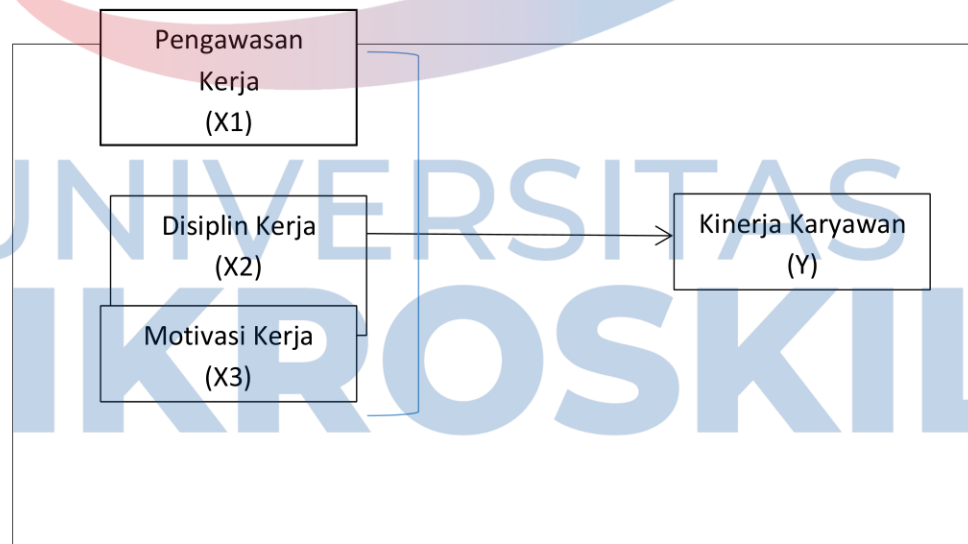 Pengawasan
Kerja
(X1)
UNIVERSITAS
Disiplin Kerja
(X2)
Kinerja Karyawan
(Y)
Motivasi Kerja
(X3)
IKROSKIL